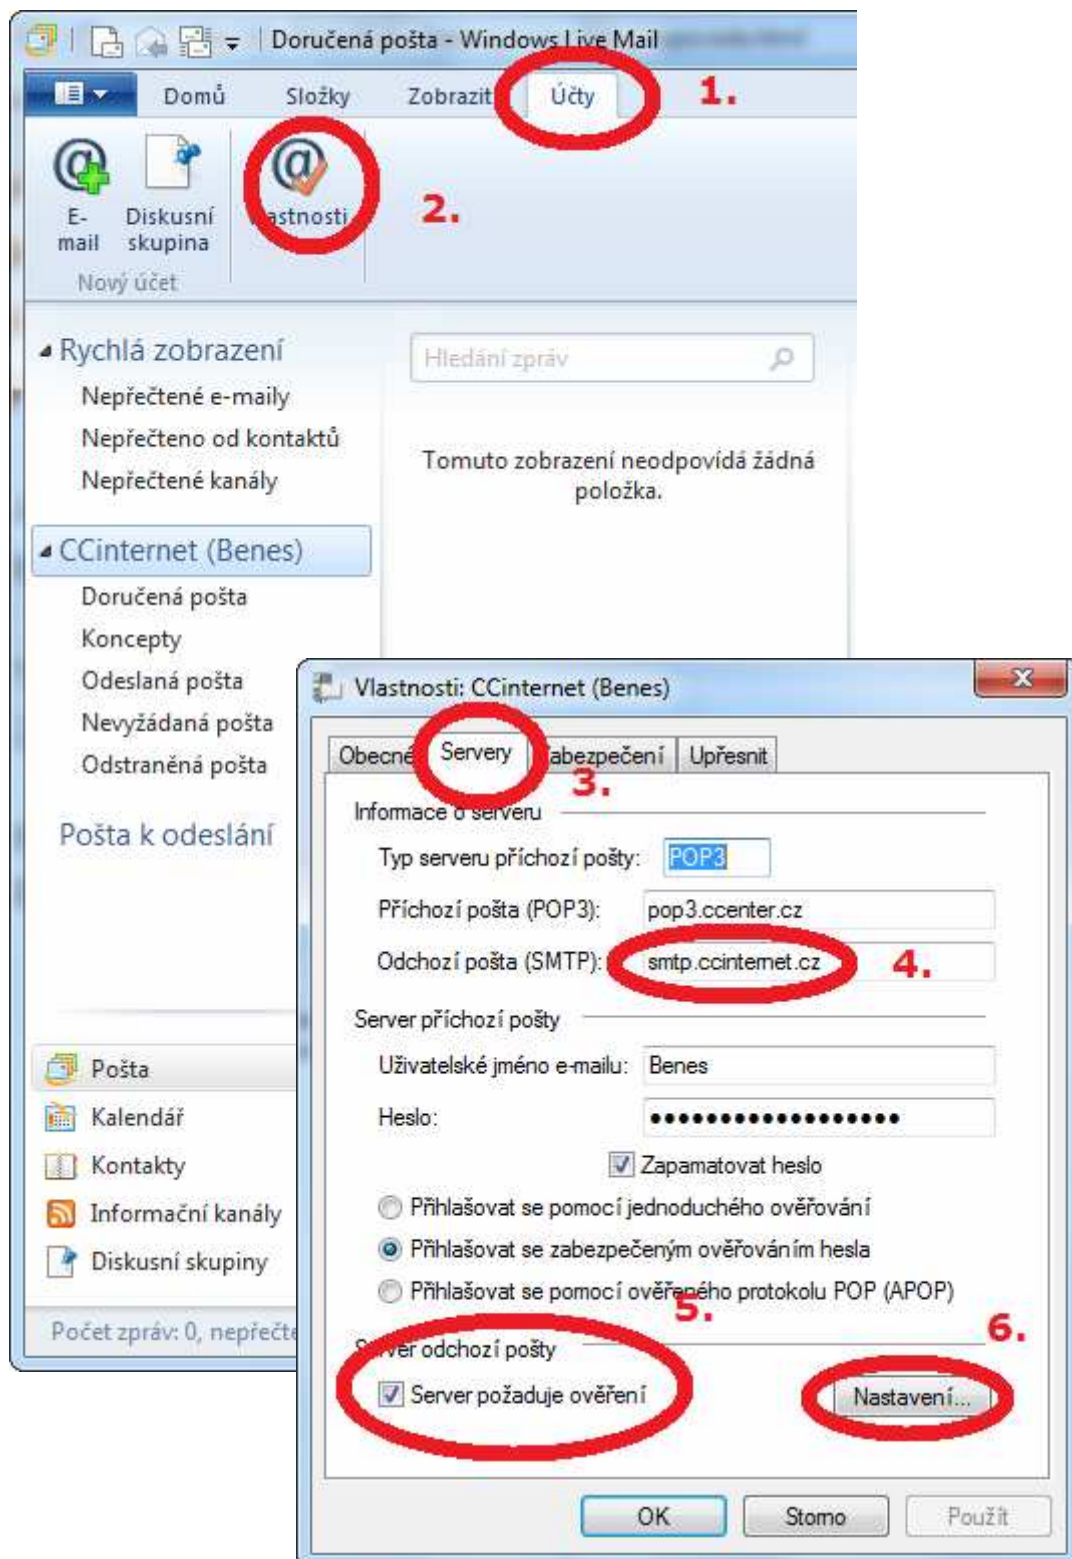 Doručená pošta - Windows Live Mail
Domů Složky Zobrazit Účty 1.
E-mail Diskusní skupina Vlastnosti 2.
Nový účet
Rychlá zobrazení
Nepřečtené e-maily
Nepřečteno od kontaktů
Nepřečtené kanály
Hledání zpráv
Tomuto zobrazení neodpovídá žádná
položka.
CCinternet (Benes)
Doručená pošta
Koncepty
Odeslaná pošta
Nevyžádaná pošta
Odstraněná pošta
Pošta k odeslání
Pošta
Kalendář
Kontakty
Informační kanály
Diskusní skupiny
Počet zpráv: 0, nepřečte
Vlastnosti: CCinternet (Benes)
Obecné Servery Zabezpečení Upřesnit
3.
Informace o serveru
Typ serveru příchozí pošty: POP3
Příchozí pošta (POP3): pop3.ccenter.cz
Odchozí pošta (SMTP): smtp.ccinternet.cz 4.
Server příchozí pošty
Uživatelské jméno e-mailu: Benes
Heslo: ●●●●●●●●●●●●●●●●●●
Zapamatovat heslo
Přihlašovat se pomocí jednoduchého ověřování
Přihlašovat se zabezpečeným ověřováním hesla
Přihlašovat se pomocí ověřeného protokolu POP (APOP)
5.
6.
Server odchozí pošty
Server požaduje ověření Nastavení...
OK Storno Použít